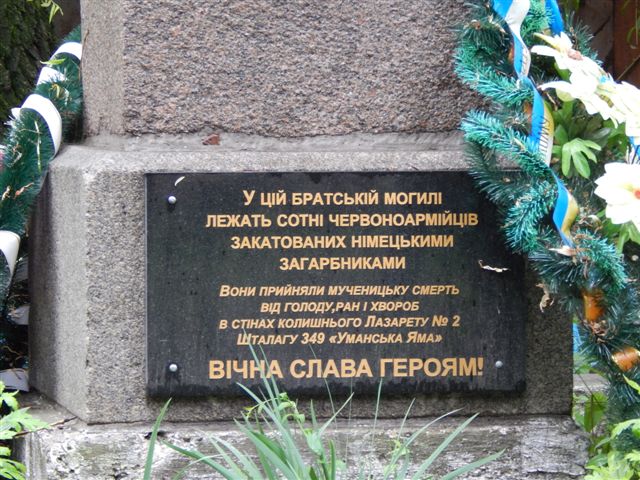 У ЦІЙ БРАТСЬКІЙ МОГИЛІ
ЛЕЖАТЬ СОТНІ ЧЕРВОНОАРМІЙЦІВ
ЗАКАТОВАНИХ НІМЕЦЬКИМИ
ЗАГАРБНИКАМИ
ВОНИ ПРИЙНЯЛИ МУЧЕНИЦЬКУ СМЕРТЬ
ВІД ГОЛОДУ,РАН І ХВОРОБ
В СТІНАХ КОЛИШНЬОГО ЛАЗАРЕТУ № 2
ШТАЛАГУ 349 «УМАНСЬКА ЯМА»
ВІЧНА СЛАВА ГЕРОЯМ!